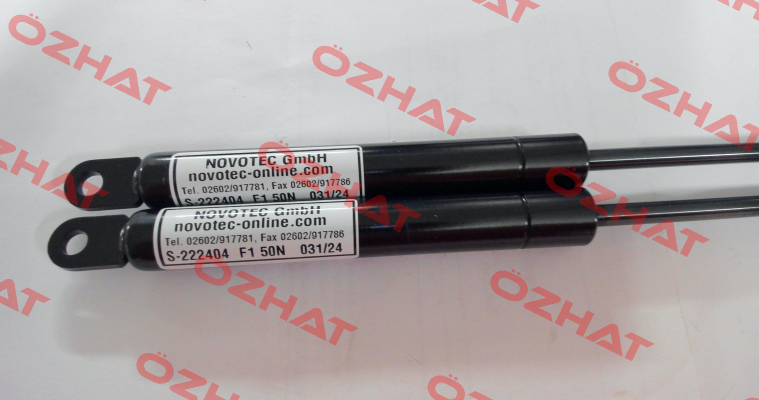 NOVOTEC GmbH
novotec-online.com
Tel. 02602/917781, Fax 02602/917786
S-222404 F1 50N 031/24
NOVOTEC GmbH
novotec-online.com
Tel. 02602/917781, Fax 02602/917786
S-222404 F1 50N 031/24
ÖZHAT
ÖZHAT
ÖZHAT
ÖZHAT
ÖZHAT
ÖZHAT
ÖZHAT
ÖZHAT
ÖZHAT